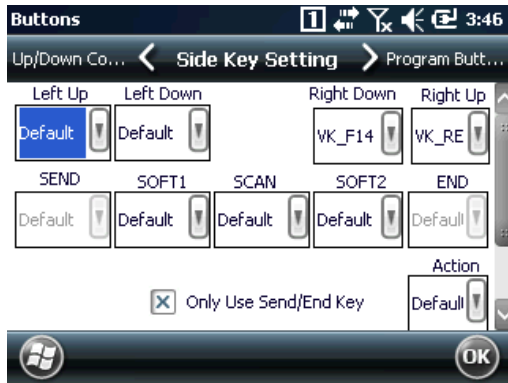 Buttons 1 3:46
Up/Down Co... Side Key Setting Program Butt...
Left Up Left Down Right Down Right Up
Default Default VK_F14 VK_RE
SEND SOFT1 SCAN SOFT2 END
Default Default Default Default Defaul
Action
Only Use Send/End Key Defaul
OK